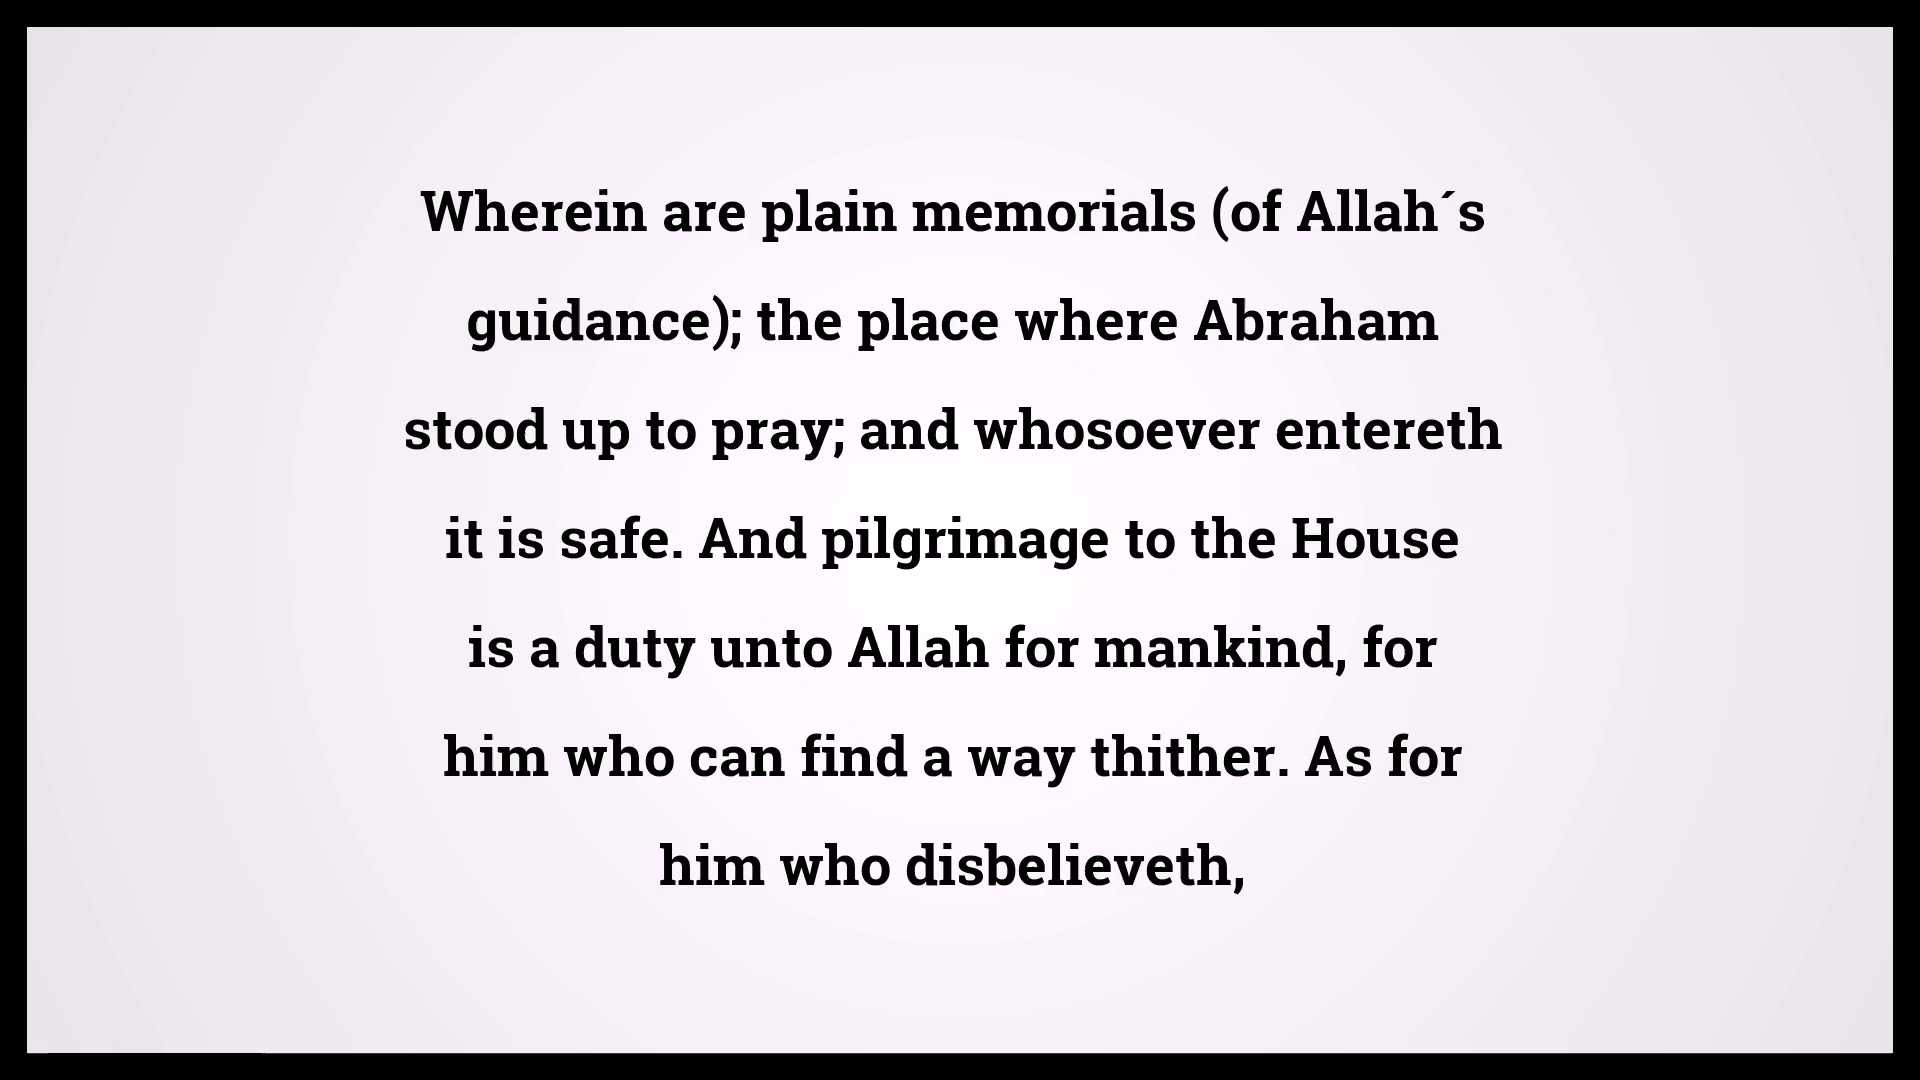 Wherein are plain memorials (of Allah´s
guidance); the place where Abraham
stood up to pray; and whosoever entereth
it is safe. And pilgrimage to the House
is a duty unto Allah for mankind, for
him who can find a way thither. As for
him who disbelieveth,